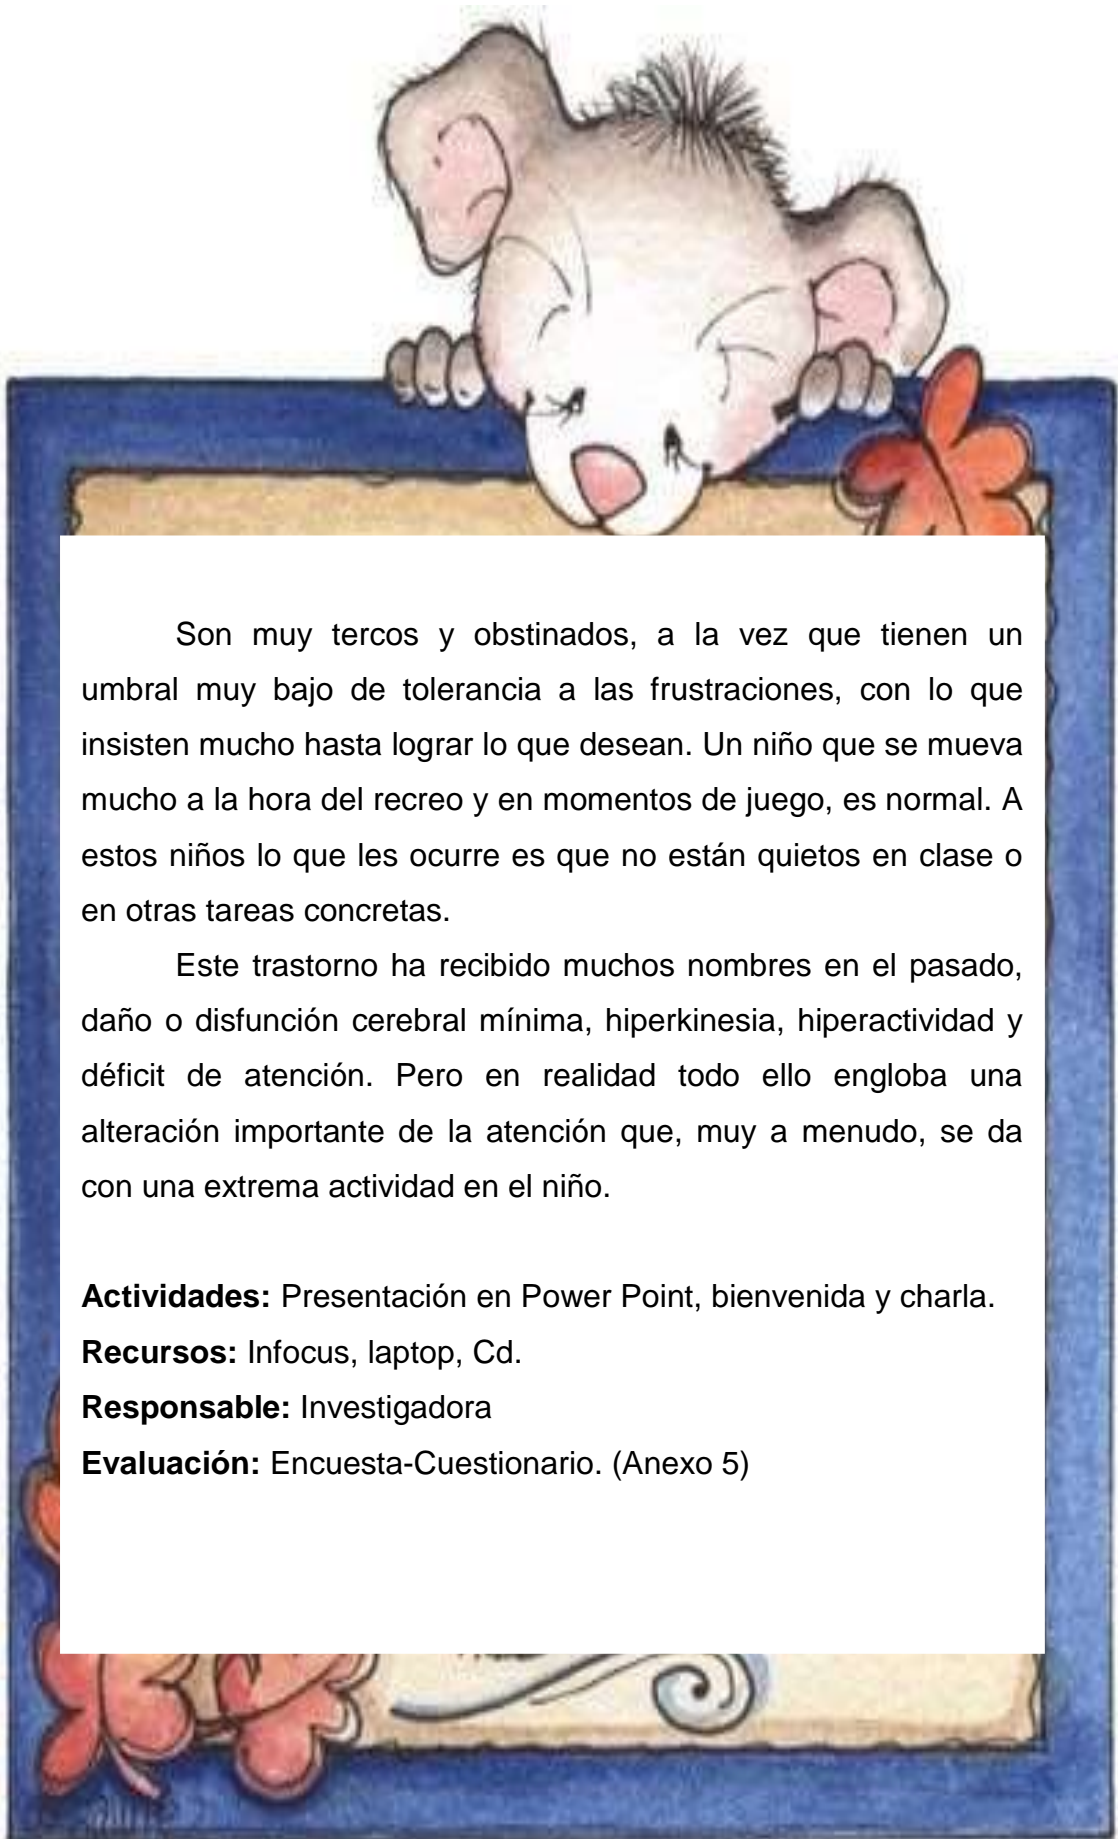 Son muy tercos y obstinados, a la vez que tienen un
umbral muy bajo de tolerancia a las frustraciones, con lo que
insisten mucho hasta lograr lo que desean. Un niño que se mueva
mucho a la hora del recreo y en momentos de juego, es normal. A
estos niños lo que les ocurre es que no están quietos en clase o
en otras tareas concretas.
Este trastorno ha recibido muchos nombres en el pasado,
daño o disfunción cerebral mínima, hiperkinesia, hiperactividad y
déficit de atención. Pero en realidad todo ello engloba una
alteración importante de la atención que, muy a menudo, se da
con una extrema actividad en el niño.
Actividades: Presentación en Power Point, bienvenida y charla.
Recursos: Infocus, laptop, Cd.
Responsable: Investigadora
Evaluación: Encuesta-Cuestionario. (Anexo 5)